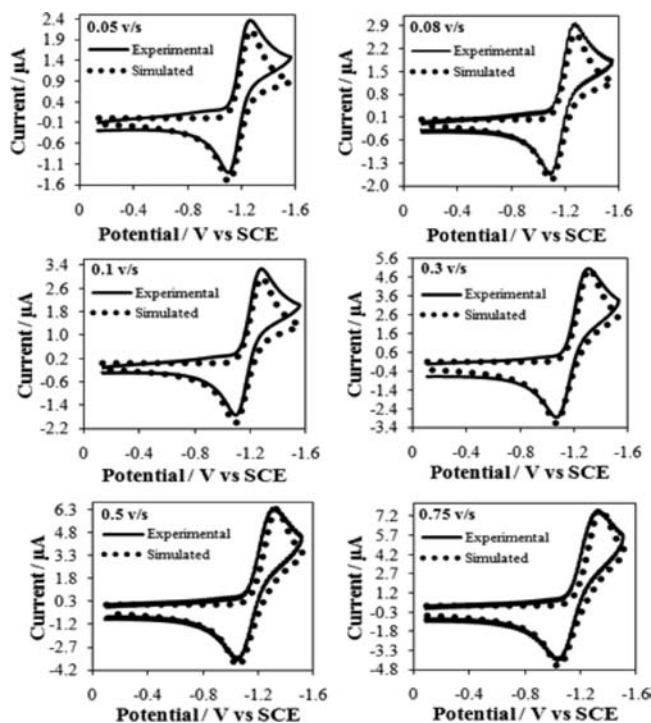 0.05 v/s
Experimental
Simulated
Current / μA
2.4
1.9
1.4
0.9
0.4
-0.1
-0.6
-1.1
-1.6
0 -0.4 -0.8 -1.2 -1.6
Potential / V vs SCE
0.08 v/s
Experimental
Simulated
Current / μA
2.9
2.2
1.5
0.8
0.1
-0.6
-1.3
-2.0
0 -0.4 -0.8 -1.2 -1.6
Potential / V vs SCE
0.1 v/s
Experimental
Simulated
Current / μA
3.4
2.6
1.8
1.0
0.2
-0.6
-1.4
-2.2
0 -0.4 -0.8 -1.2 -1.6
Potential / V vs SCE
0.3 v/s
Experimental
Simulated
Current / μA
5.6
4.6
3.6
2.6
1.6
0.6
-0.4
-1.4
-2.4
-3.4
0 -0.4 -0.8 -1.2 -1.6
Potential / V vs SCE
0.5 v/s
Experimental
Simulated
Current / μA
6.3
4.8
3.3
1.8
0.3
-1.2
-2.7
-4.2
0 -0.4 -0.8 -1.2 -1.6
Potential / V vs SCE
0.75 v/s
Experimental
Simulated
Current / μA
7.2
5.7
4.2
2.7
1.2
-0.3
-1.8
-3.3
-4.8
0 -0.4 -0.8 -1.2 -1.6
Potential / V vs SCE